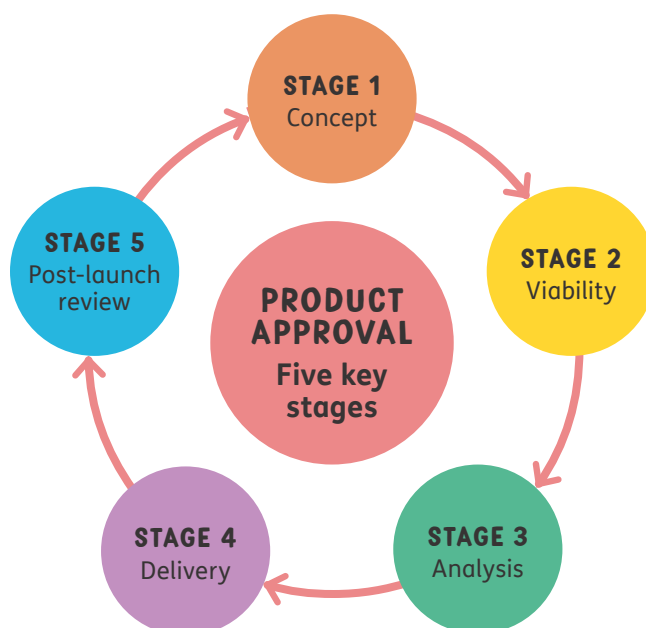 STAGE 1
Concept
STAGE 2
Viability
STAGE 3
Analysis
STAGE 4
Delivery
STAGE 5
Post-launch
review
PRODUCT
APPROVAL
Five key
stages